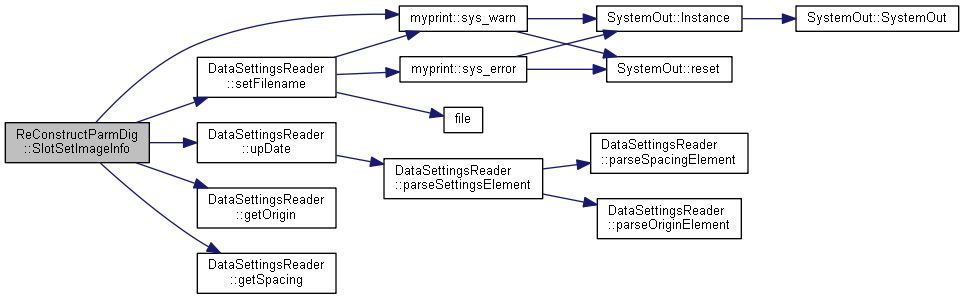 ReConstructParmDig
::SlotSetImageInfo
DataSettingsReader
::setFilename
myprint::sys_warn
SystemOut::Instance
SystemOut::SystemOut
myprint::sys_error
SystemOut::reset
file
DataSettingsReader
::upDate
DataSettingsReader
::parseSettingsElement
DataSettingsReader
::parseSpacingElement
DataSettingsReader
::parseOriginElement
DataSettingsReader
::getOrigin
DataSettingsReader
::getSpacing